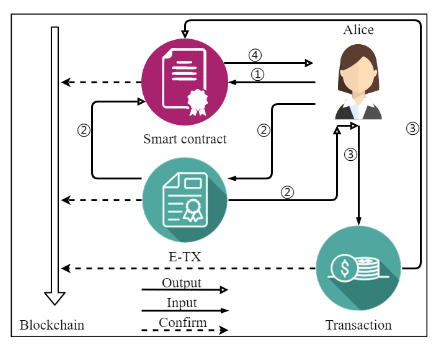 Alice
④
①
Smart contract
②
②
③
③
②
E-TX
Output
Input
Confirm
Blockchain
Transaction